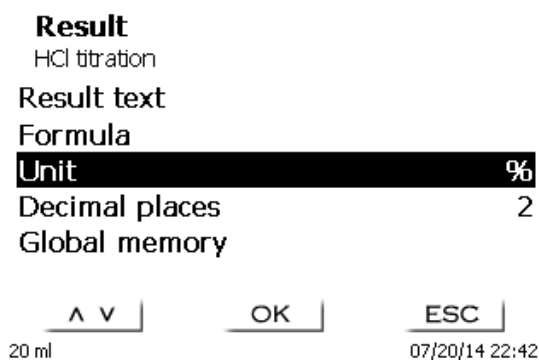 Result
HCl titration
Result text
Formula
Unit %
Decimal places 2
Global memory
∧ ∨ OK ESC
20 ml 07/20/14 22:42